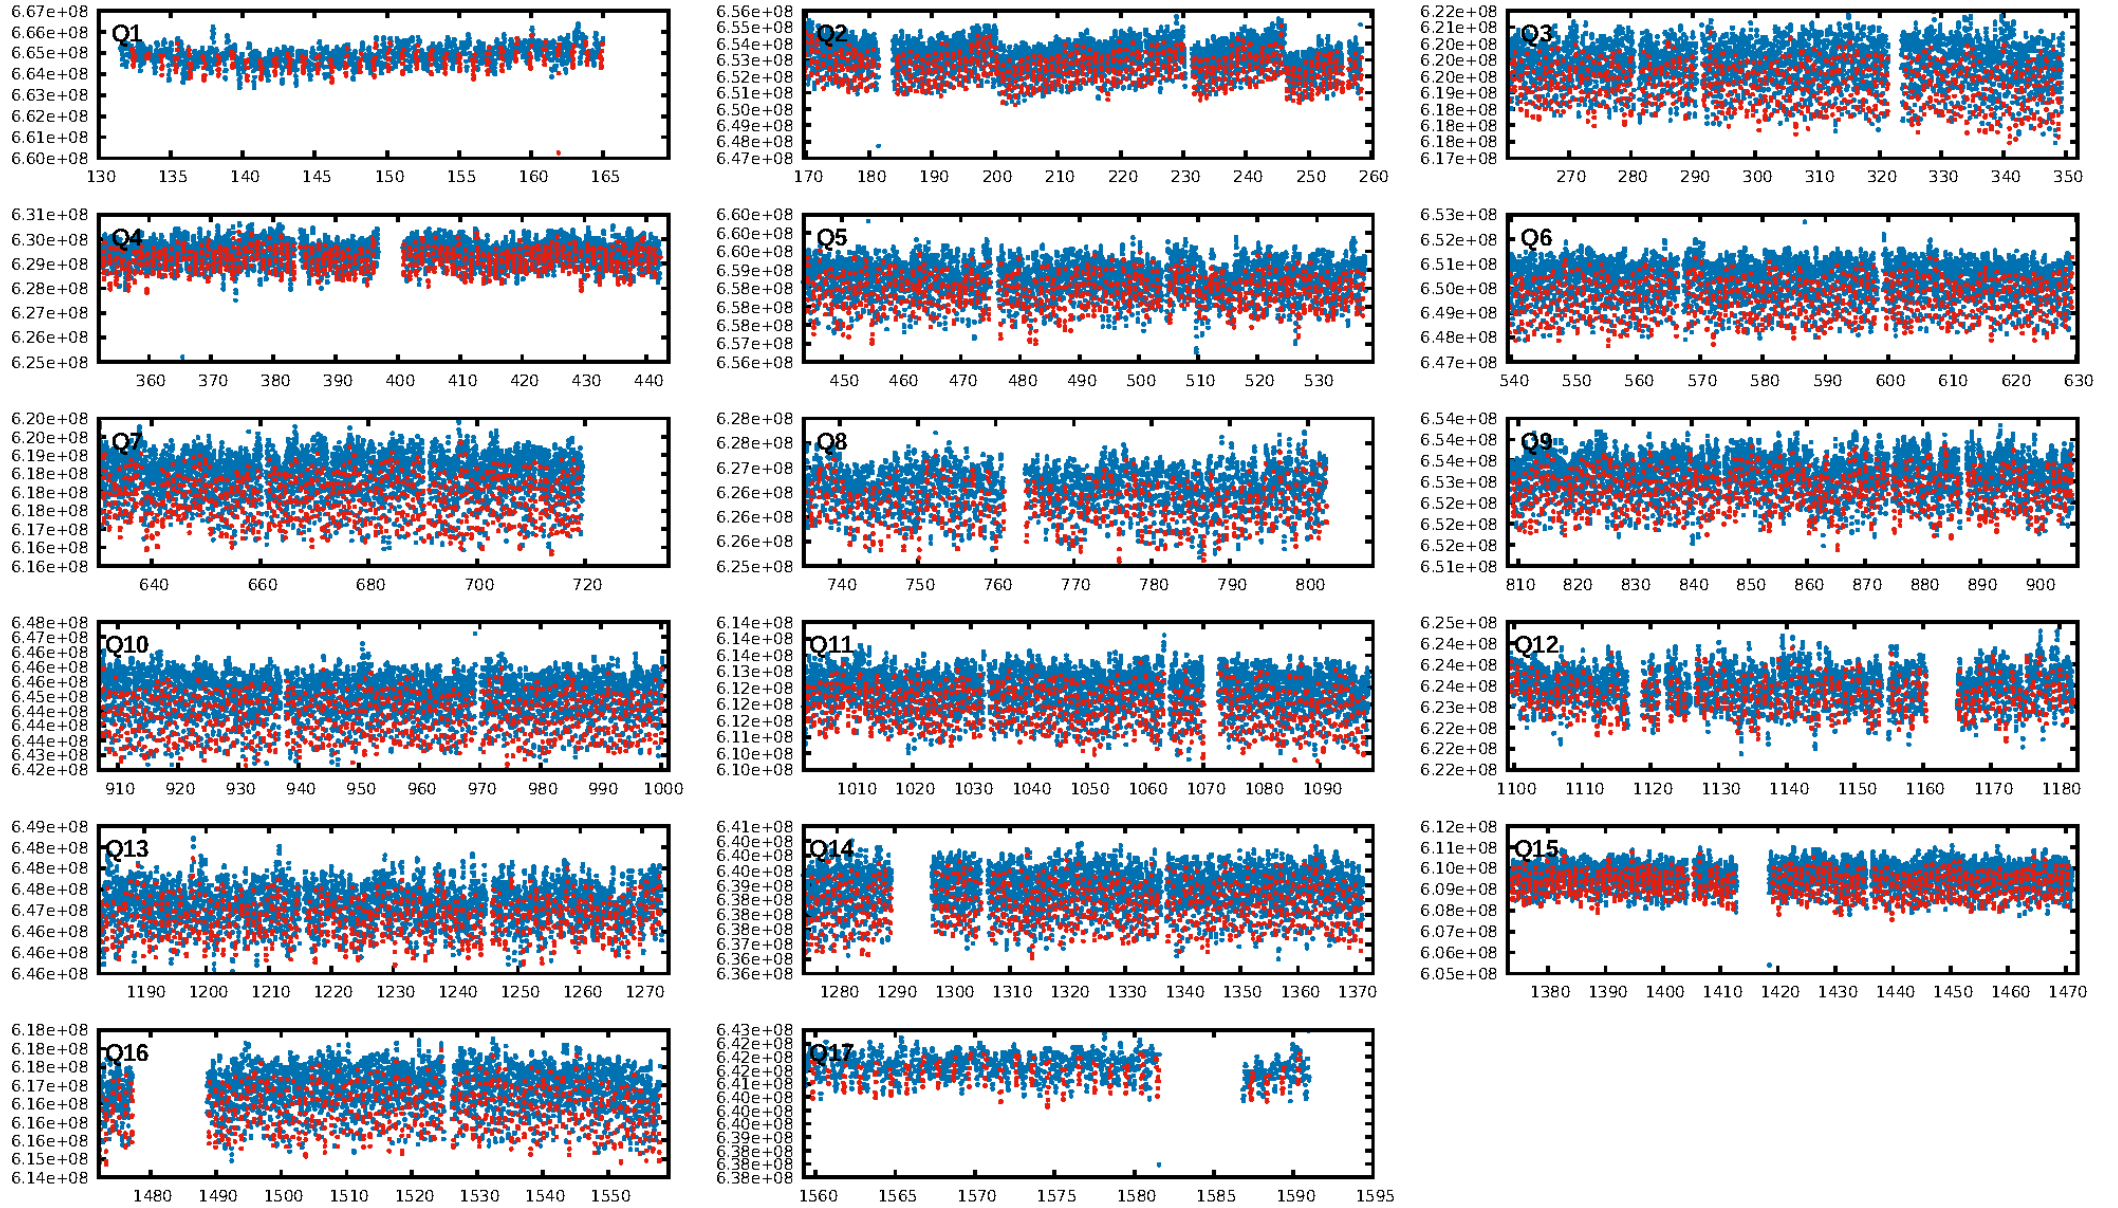 6.67e+08
6.66e+08
6.65e+08
6.64e+08
6.63e+08
6.62e+08
6.61e+08
6.60e+08
Q1
130 135 140 145 150 155 160 165
6.56e+08
6.55e+08
6.54e+08
6.53e+08
6.52e+08
6.51e+08
6.50e+08
6.49e+08
6.48e+08
6.47e+08
Q2
170 180 190 200 210 220 230 240 250 260
6.22e+08
6.21e+08
6.20e+08
6.20e+08
6.19e+08
6.19e+08
6.18e+08
6.18e+08
6.17e+08
Q3
270 280 290 300 310 320 330 340 350
6.31e+08
6.30e+08
6.29e+08
6.28e+08
6.27e+08
6.26e+08
6.25e+08
Q4
360 370 380 390 400 410 420 430 440
6.60e+08
6.60e+08
6.60e+08
6.59e+08
6.58e+08
6.58e+08
6.58e+08
6.57e+08
6.56e+08
Q5
450 460 470 480 490 500 510 520 530
6.53e+08
6.52e+08
6.51e+08
6.50e+08
6.49e+08
6.48e+08
6.47e+08
Q6
540 550 560 570 580 590 600 610 620 630
6.20e+08
6.20e+08
6.19e+08
6.18e+08
6.18e+08
6.18e+08
6.17e+08
6.16e+08
6.16e+08
Q7
640 660 680 700 720
6.28e+08
6.28e+08
6.27e+08
6.26e+08
6.26e+08
6.26e+08
6.25e+08
Q8
740 750 760 770 780 790 800
6.54e+08
6.54e+08
6.54e+08
6.52e+08
6.52e+08
6.52e+08
6.51e+08
Q9
810 820 830 840 850 860 870 880 890 900
6.48e+08
6.47e+08
6.46e+08
6.46e+08
6.46e+08
6.45e+08
6.44e+08
6.44e+08
6.44e+08
6.43e+08
6.42e+08
Q10
910 920 930 940 950 960 970 980 990 1000
6.14e+08
6.14e+08
6.14e+08
6.13e+08
6.12e+08
6.12e+08
6.12e+08
6.11e+08
6.10e+08
6.10e+08
Q11
1010 1020 1030 1040 1050 1060 1070 1080 1090
6.25e+08
6.24e+08
6.24e+08
6.24e+08
6.22e+08
6.22e+08
6.22e+08
Q12
1100 1110 1120 1130 1140 1150 1160 1170 1180
6.49e+08
6.48e+08
6.48e+08
6.48e+08
6.47e+08
6.46e+08
6.46e+08
6.46e+08
Q13
1190 1200 1210 1220 1230 1240 1250 1260 1270
6.41e+08
6.40e+08
6.40e+08
6.40e+08
6.39e+08
6.38e+08
6.38e+08
6.38e+08
6.37e+08
6.36e+08
6.36e+08
Q14
1280 1290 1300 1310 1320 1330 1340 1350 1360 1370
6.12e+08
6.11e+08
6.10e+08
6.09e+08
6.08e+08
6.07e+08
6.06e+08
6.05e+08
Q15
1380 1390 1400 1410 1420 1430 1440 1450 1460 1470
6.18e+08
6.18e+08
6.18e+08
6.17e+08
6.16e+08
6.16e+08
6.16e+08
6.15e+08
6.14e+08
Q16
1480 1490 1500 1510 1520 1530 1540 1550
6.43e+08
6.42e+08
6.42e+08
6.42e+08
6.41e+08
6.40e+08
6.40e+08
6.40e+08
6.39e+08
6.38e+08
6.38e+08
6.38e+08
Q17
1560 1565 1570 1575 1580 1585 1590 1595